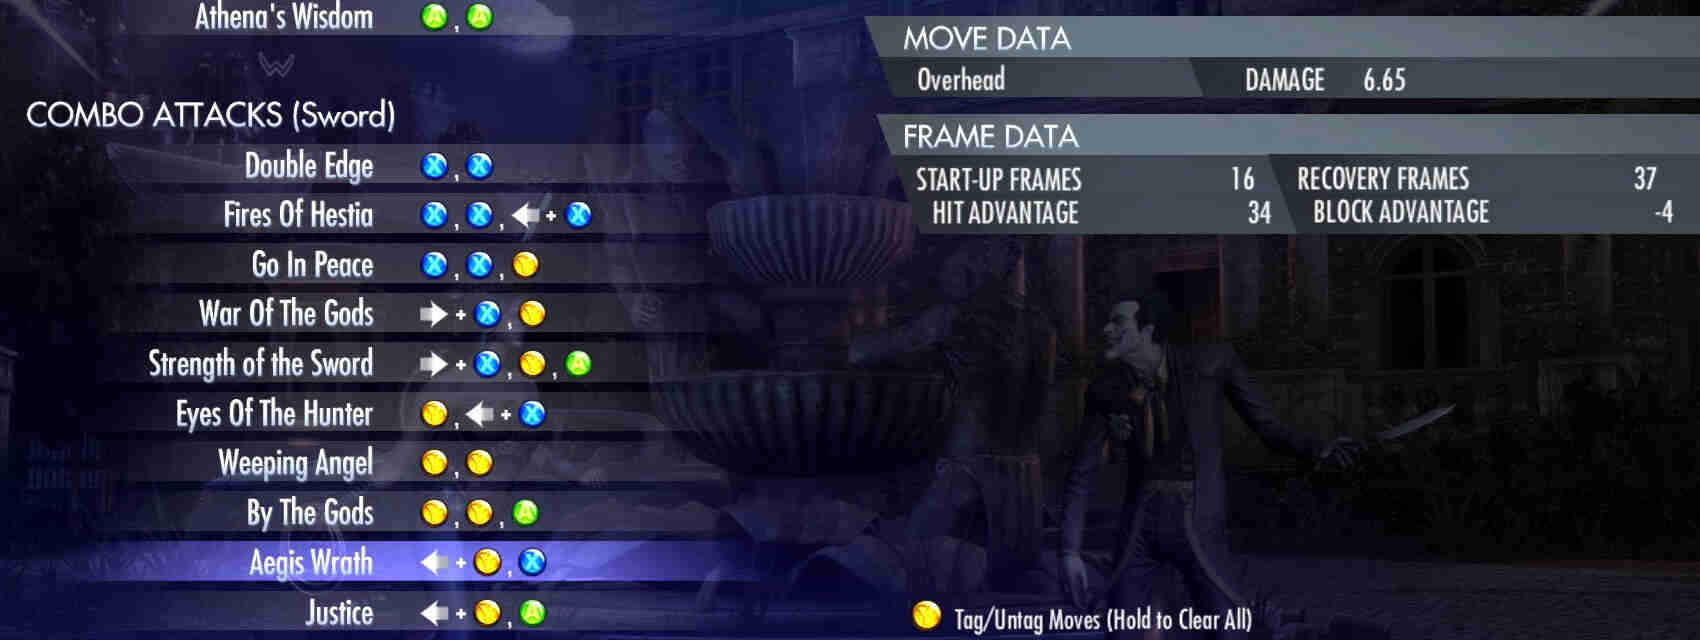 Athena's Wisdom A, A
COMBO ATTACKS (Sword)
Double Edge X, X
Fires Of Hestia X, X, + X
Go In Peace X, X, Y
War Of The Gods + X, Y
Strength of the Sword + X, Y, A
Eyes Of The Hunter Y, + X
Weeping Angel Y, Y
By The Gods Y, Y, A
Aegis Wrath + Y, X
Justice + Y, A
MOVE DATA
Overhead DAMAGE 6.65
FRAME DATA
START-UP FRAMES 16 RECOVERY FRAMES 37
HIT ADVANTAGE 34 BLOCK ADVANTAGE -4
Y Tag/Untag Moves (Hold to Clear All)